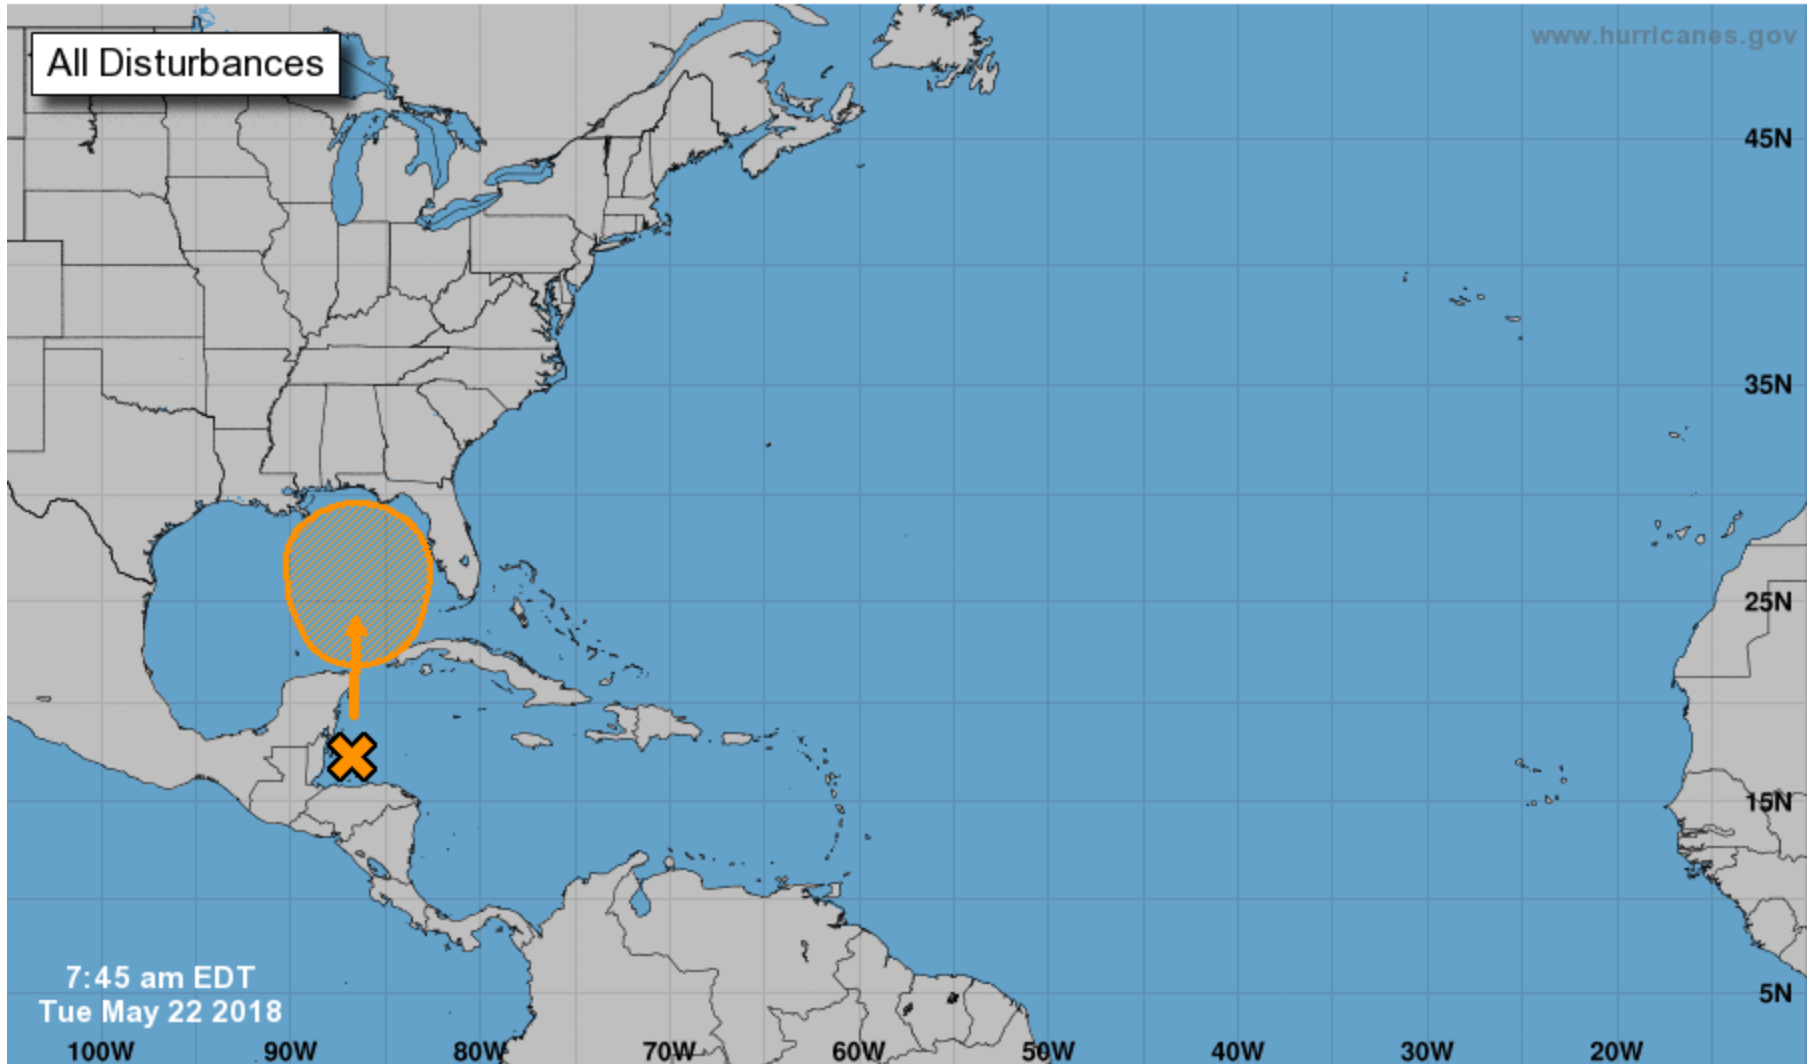 All Disturbances
www.hurricanes.gov
45N
35N
25N
15N
5N
7:45 am EDT
Tue May 22 2018
100W 90W 80W 70W 60W 50W 40W 30W 20W